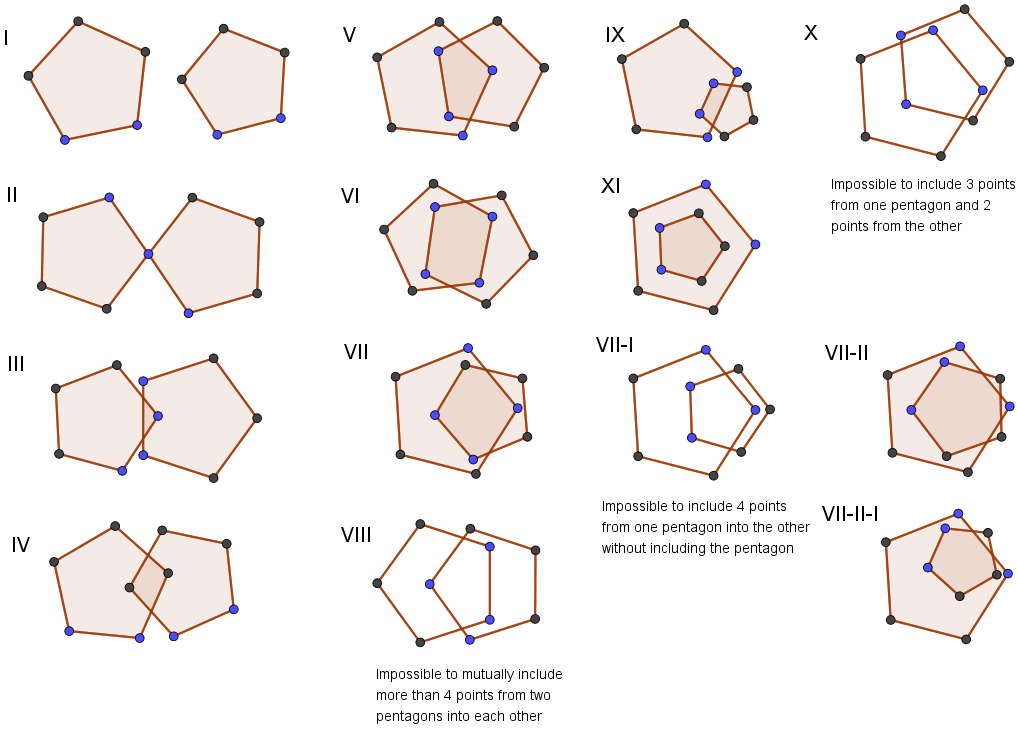 I
V
IX
X
II
VI
XI
Impossible to include 3 points
from one pentagon and 2
points from the other
III
VII
VII-I
VII-II
IV
VIII
Impossible to include 4 points
from one pentagon into the other
without including the pentagon
VII-II-I
Impossible to mutually include
more than 4 points from two
pentagons into each other